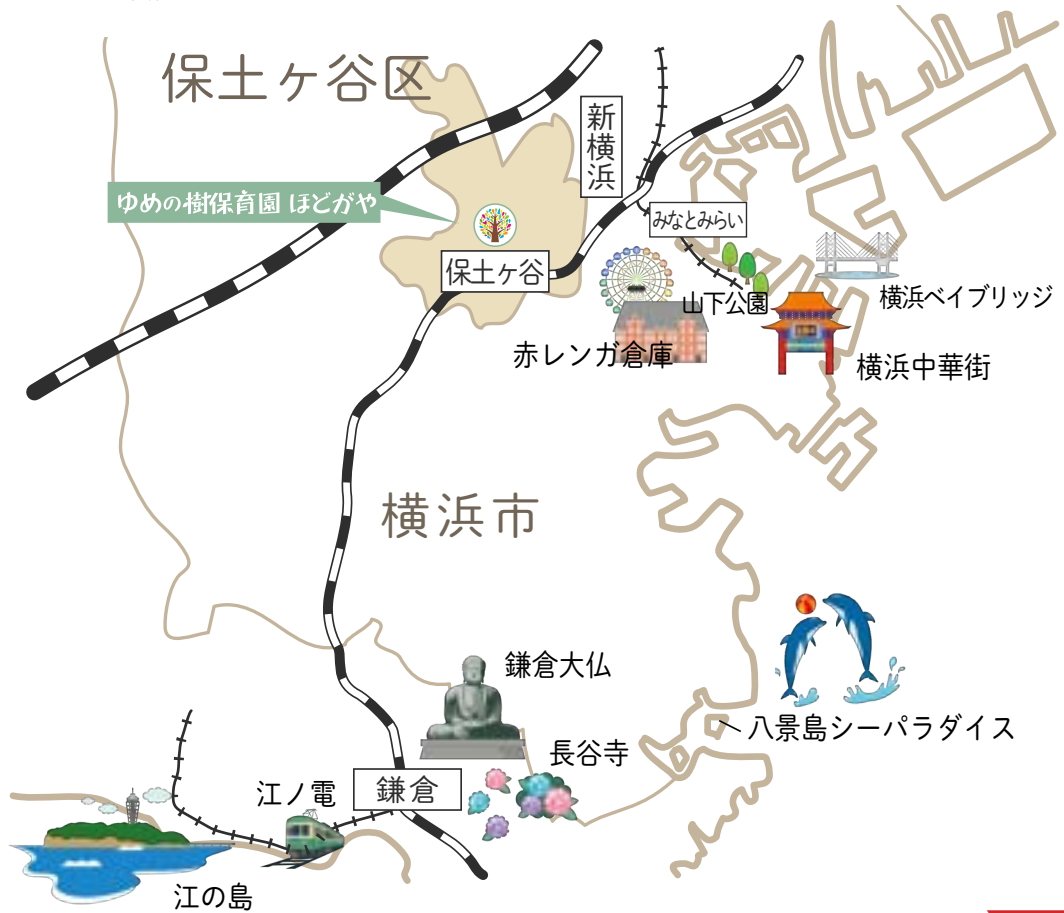 保土ヶ谷区
新横浜
ゆめの樹保育園 ほどがや
みなとみらい
保土ヶ谷
山下公園
横浜ベイブリッジ
赤レンガ倉庫
横浜中華街
横浜市
鎌倉大仏
八景島シーパラダイス
長谷寺
江ノ電
鎌倉
江の島